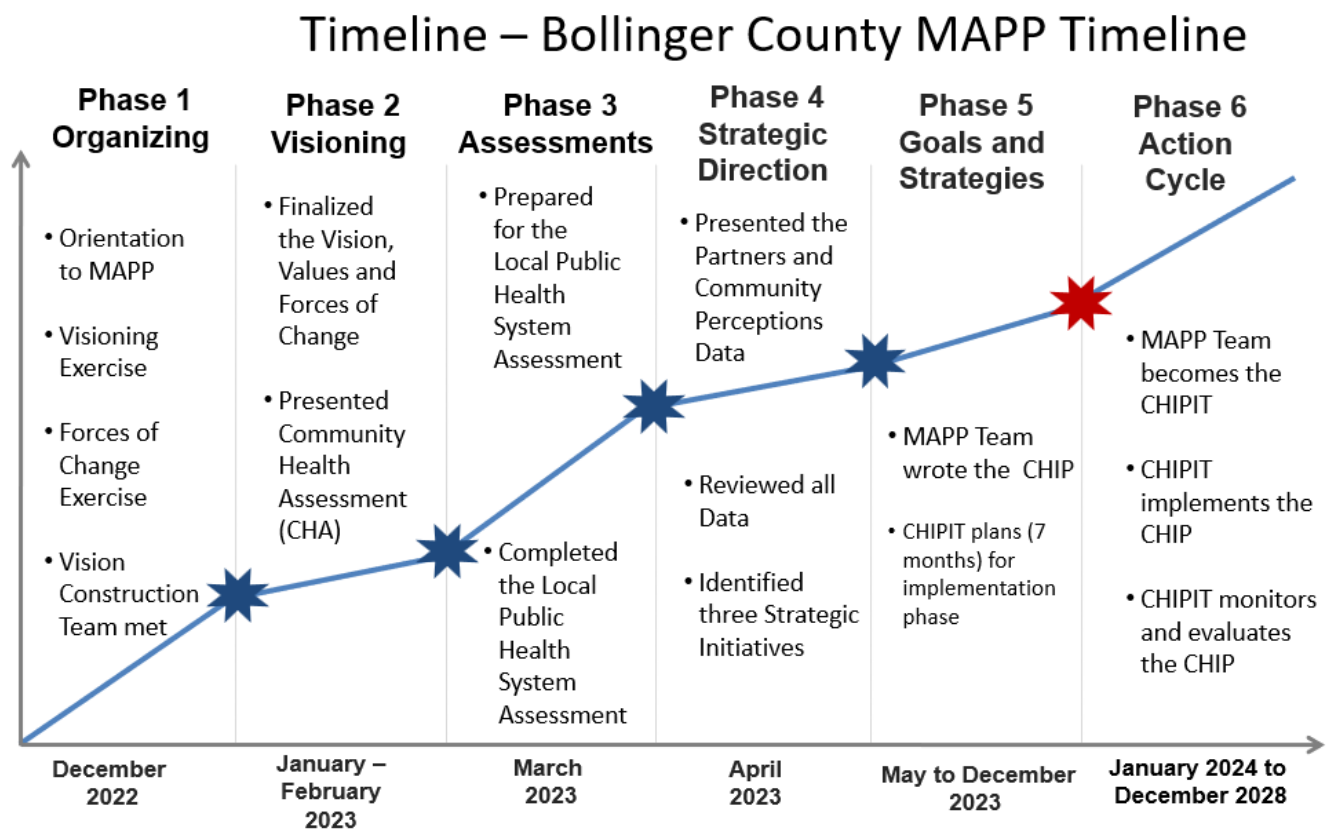 Timeline – Bollinger County MAPP Timeline
Phase 1
Organizing
• Orientation
to MAPP
• Visioning
Exercise
• Forces of
Change
Exercise
• Vision
Construction
Team met
December
2022
Phase 2
Visioning
• Finalized
the Vision,
Values and
Forces of
Change
• Presented
Community
Health
Assessment
(CHA)
January –
February
2023
Phase 3
Assessments
• Prepared
for the
Local Public
Health
System
Assessment
• Completed
the Local
Public
Health
System
Assessment
March
2023
Phase 4
Strategic
Direction
• Presented the
Partners and
Community
Perceptions
Data
• Reviewed all
Data
• Identified
three Strategic
Initiatives
April
2023
Phase 5
Goals and
Strategies
• MAPP Team
wrote the CHIP
• CHIPIT plans (7
months) for
implementation
phase
May to December
2023
Phase 6
Action
Cycle
• MAPP Team
becomes the
CHIPIT
• CHIPIT
implements the
CHIP
• CHIPIT monitors
and evaluates
the CHIP
January 2024 to
December 2028